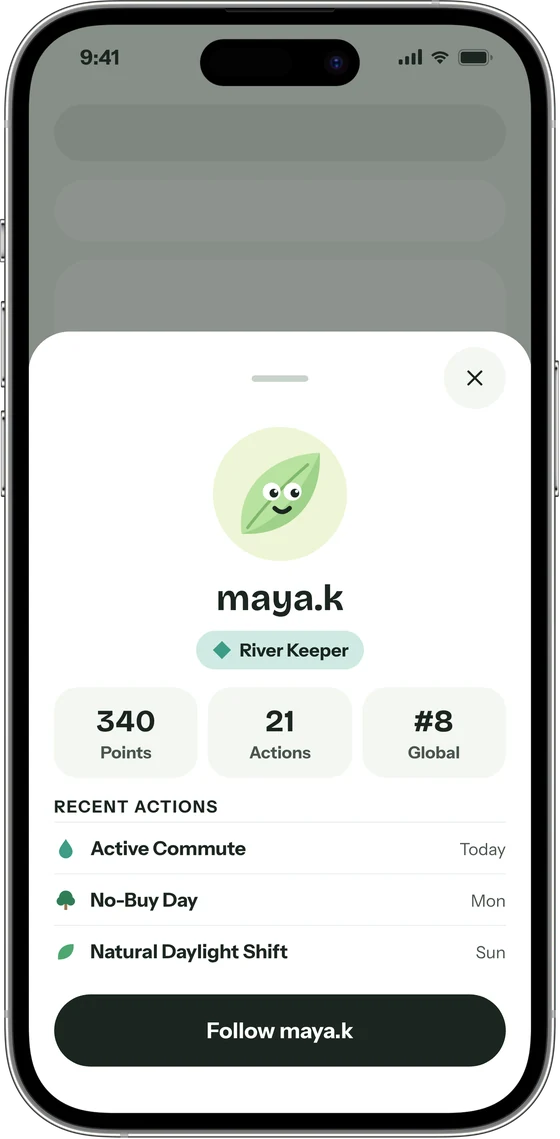 9:41
maya.k
River Keeper
340
Points
21
Actions
#8
Global
RECENT ACTIONS
Active Commute
Today
No-Buy Day
Mon
Natural Daylight Shift
Sun
Follow maya.k